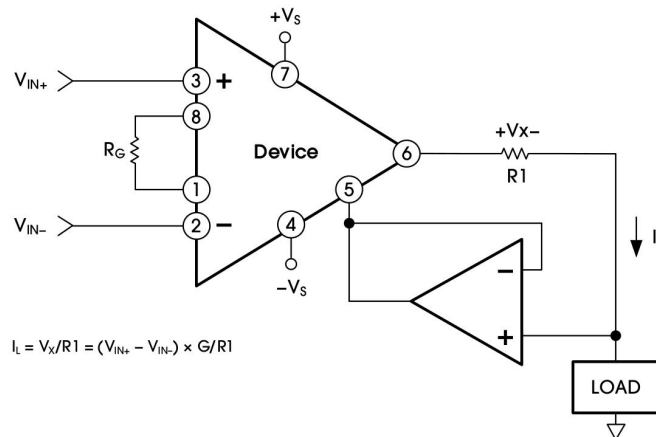 +Vs
VIN+
3
+
7
8
RG
Device
6
+Vx−
R1
1
5
VIN−
2
−
4
−Vs
I
−
+
IL = VX/R1 = (VIN+ − VIN−) × G/R1
LOAD